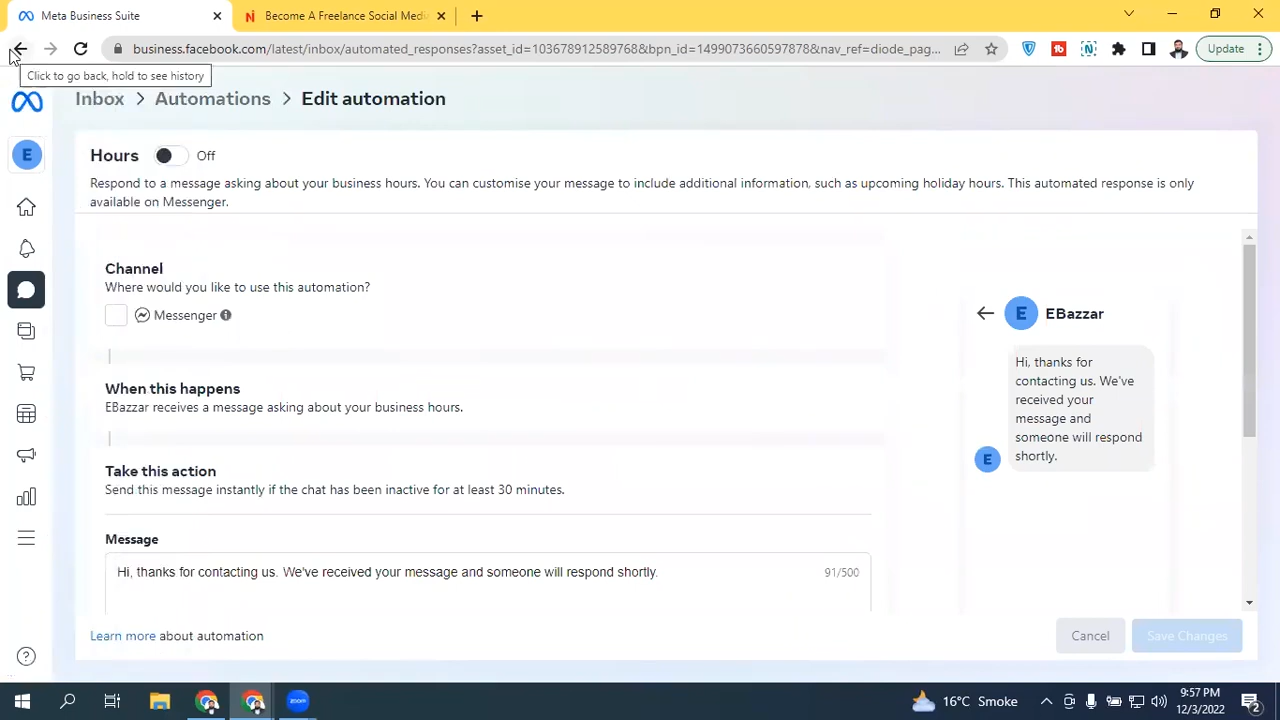 Meta Business Suite
Become A Freelance Social Medi
business.facebook.com/latest/inbox/automated_responses?asset_id=103678912589768&bpn_id=1499073660597878&nav_ref=diode_pag...
Update
Click to go back, hold to see history
Inbox > Automations > Edit automation
E
Hours Off
Respond to a message asking about your business hours. You can customise your message to include additional information, such as upcoming holiday hours. This automated response is only
available on Messenger.
Channel
Where would you like to use this automation?
Messenger
When this happens
EBazzar receives a message asking about your business hours.
Take this action
Send this message instantly if the chat has been inactive for at least 30 minutes.
Message
Hi, thanks for contacting us. We've received your message and someone will respond shortly.
91/500
E EBazzar
Hi, thanks for
contacting us. We've
received your
message and
someone will respond
shortly.
E
Learn more about automation
Cancel
Save Changes
zoom
16°C Smoke
9:57 PM
12/3/2022
2